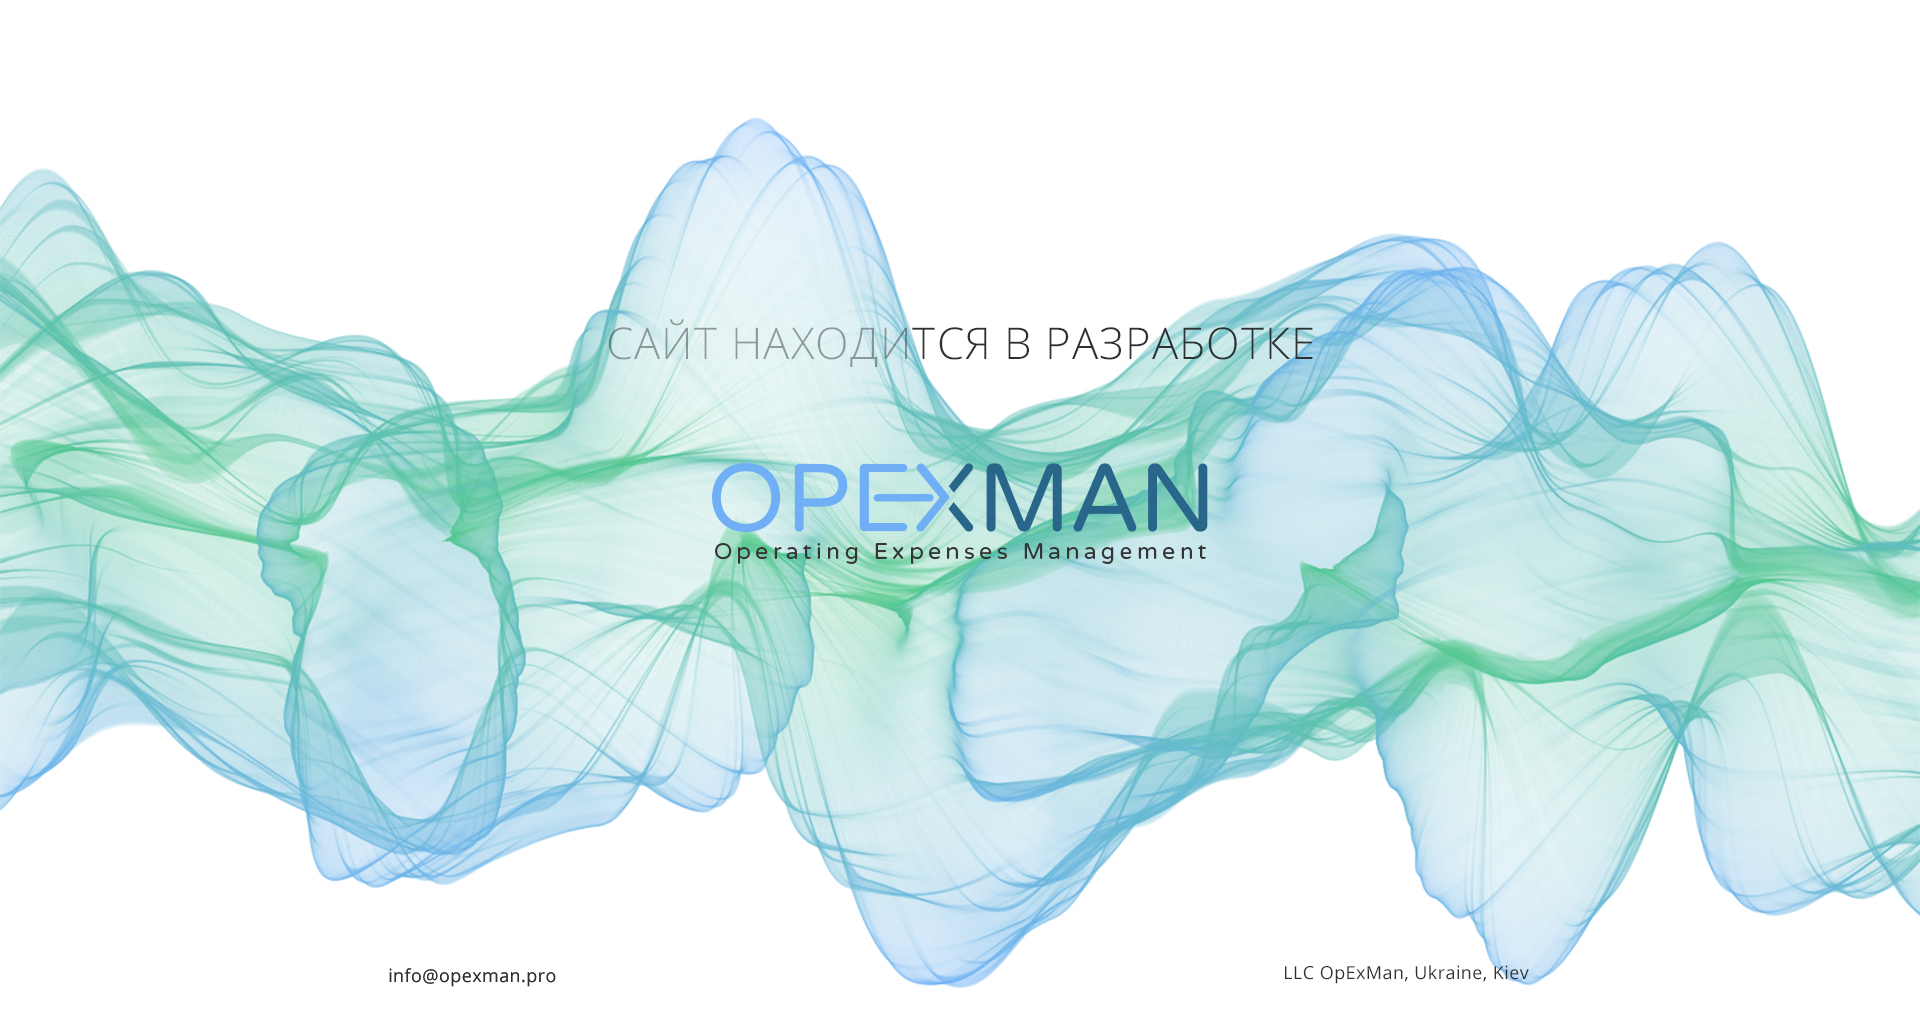 САЙТ НАХОДИТСЯ В РАЗРАБОТКЕ
OPEXMAN
Operating Expenses Management
info@opexman.pro
LLC OpExMan, Ukraine, Kiev